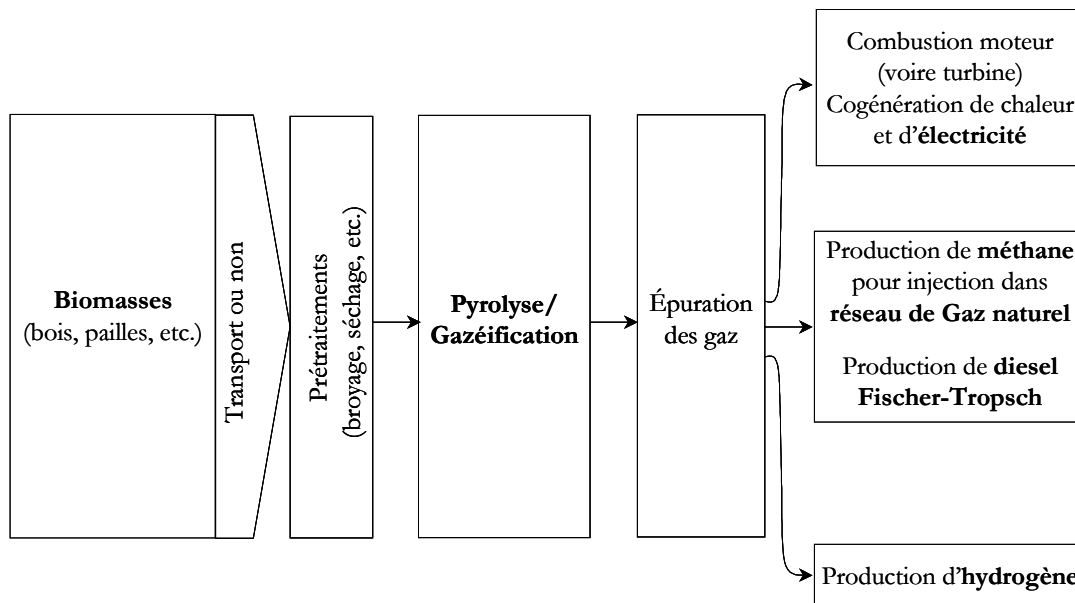 Biomasses
(bois, pailles, etc.)
Transport ou non
Prétraitements
(broyage, séchage, etc.)
Pyrolyse/
Gazéification
Épuration
des gaz
Combustion moteur
(voire turbine)
Cogénération de chaleur
et d'électricité
Production de méthane
pour injection dans
réseau de Gaz naturel
Production de diesel
Fischer-Tropsch
Production d'hydrogène